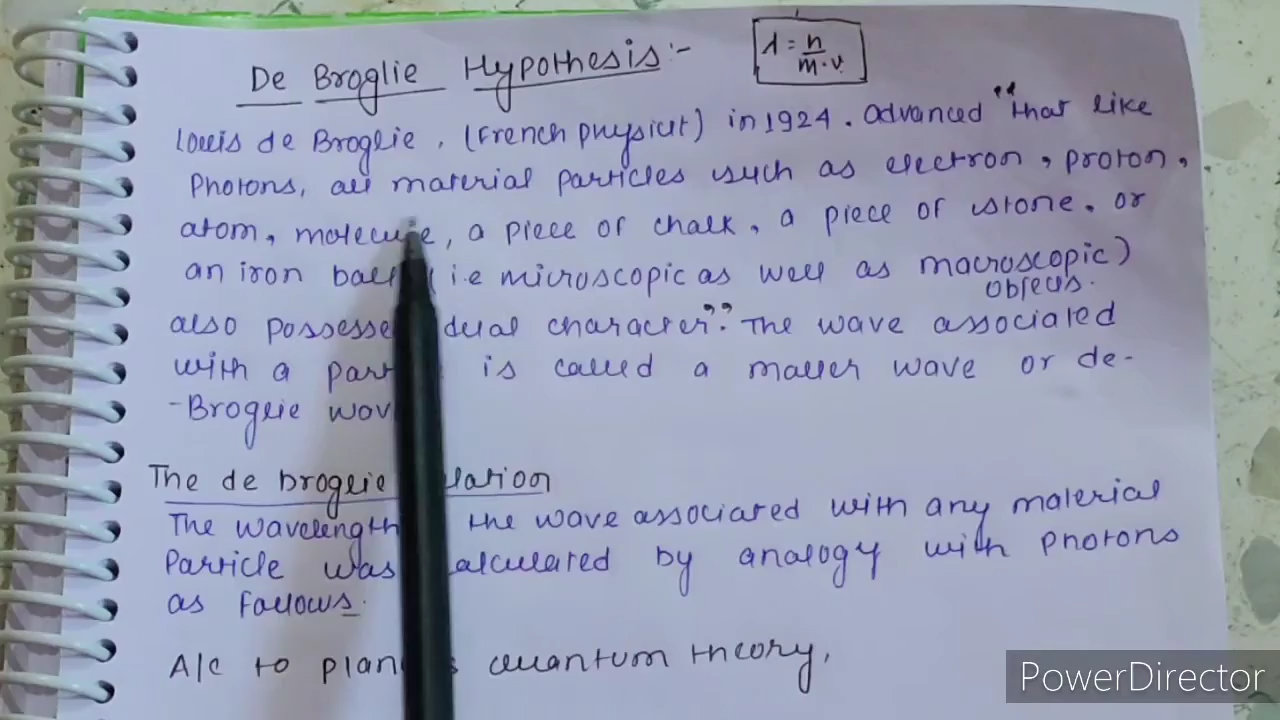 De Broglie Hypothesis :-
λ = h / m·v
Louis de Broglie, (French physicist) in 1924. Advanced "that like
Photons, all material particles such as electron, proton,
atom, molecule, a piece of chalk, a piece of stone. or
an iron ball (i.e microscopic as well as macroscopic)
objects.
also possesses dual character". The wave associated
with a is called a matter wave or de-
-Broglie
The de broglie
The wavelength the wave associated with any material
Particle was calculated by analogy with photons
as follows.
A/c to quantum theory,
PowerDirector